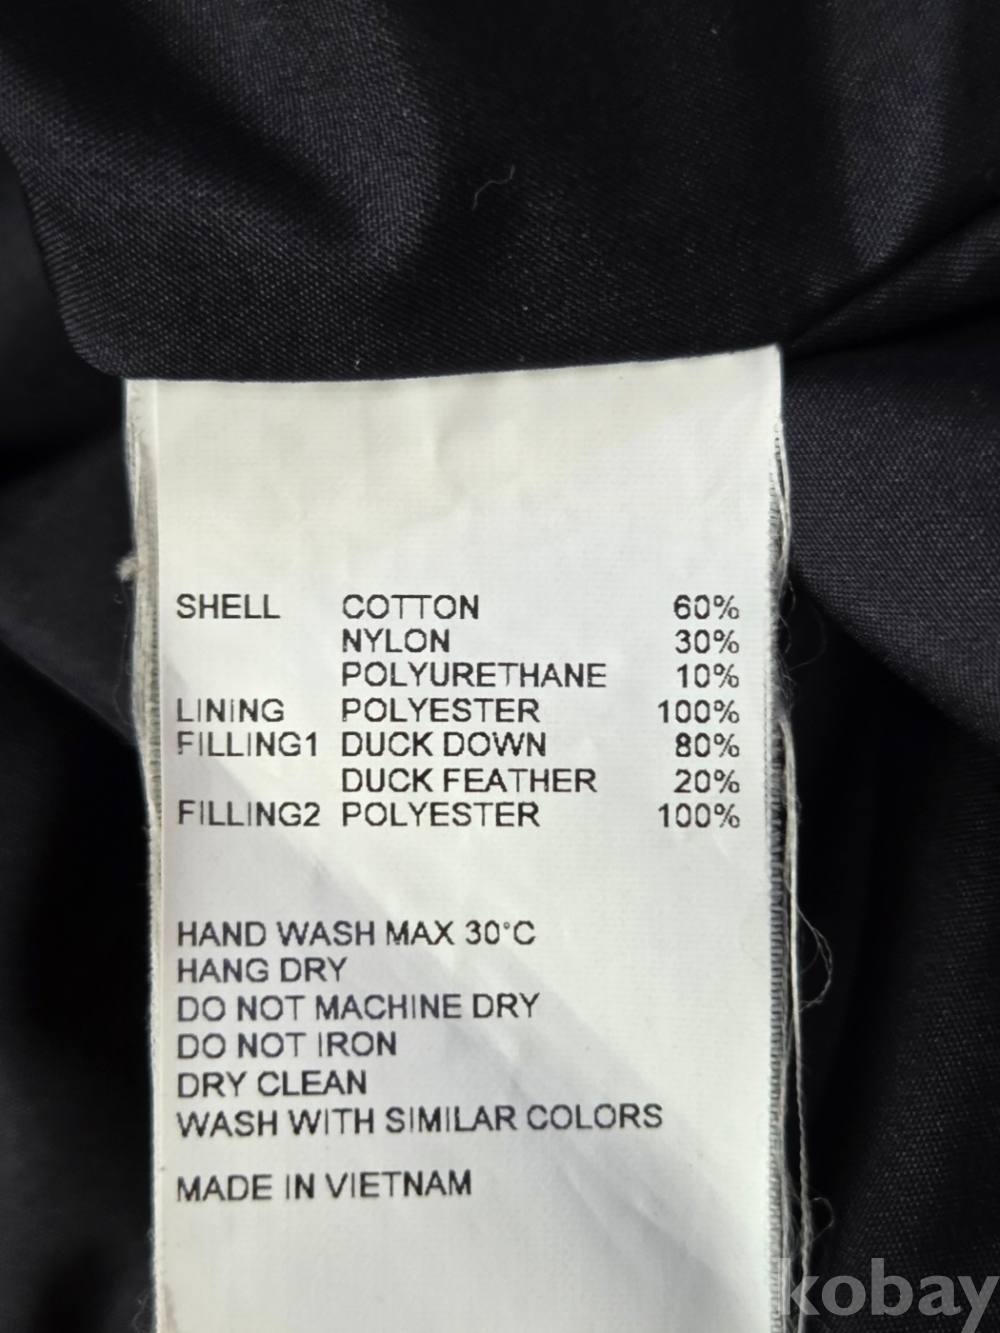 SHELL COTTON 60%
NYLON 30%
POLYURETHANE 10%
LINING POLYESTER 100%
FILLING1 DUCK DOWN 80%
DUCK FEATHER 20%
FILLING2 POLYESTER 100%
HAND WASH MAX 30°C
HANG DRY
DO NOT MACHINE DRY
DO NOT IRON
DRY CLEAN
WASH WITH SIMILAR COLORS
MADE IN VIETNAM
kobay